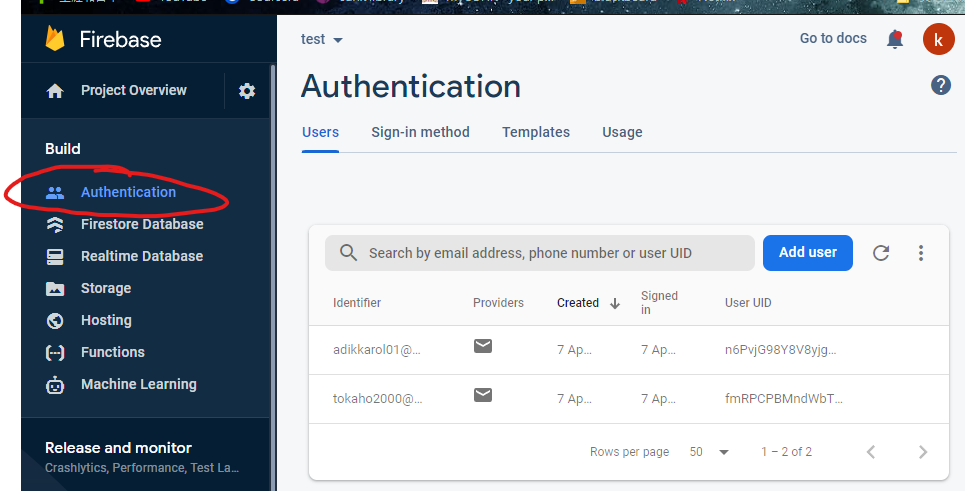 Firebase
test
Go to docs
k
Project Overview
Authentication
?
Users Sign-in method Templates Usage
Build
Authentication
Firestore Database
Realtime Database
Storage
Hosting
Functions
Machine Learning
Release and monitor
Crashlytics, Performance, Test La...
Search by email address, phone number or user UID
Add user
Identifier Providers Created Signed in User UID
adikkarol01@... 7 Ap... 7 Ap... n6PvjG98Y8V8yjg...
tokaho2000@... 7 Ap... 7 Ap... fmRPCPBMndWbT...
Rows per page 50 1 – 2 of 2